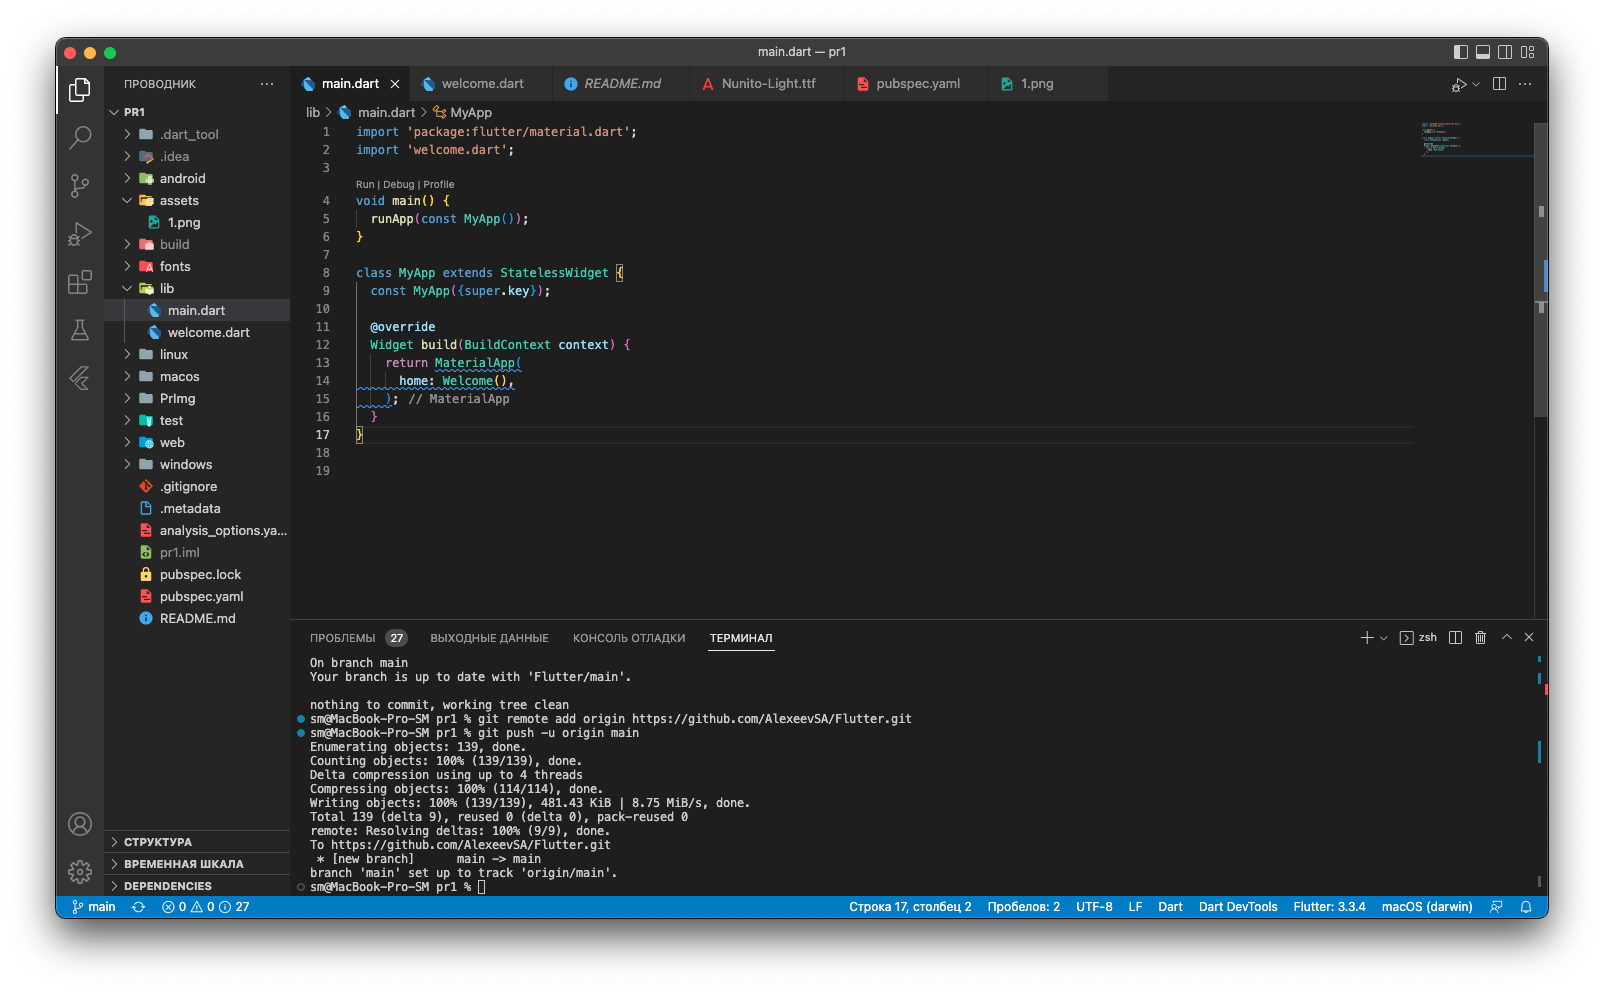 main.dart — pr1
ПРОВОДНИК
PR1
.dart_tool
.idea
android
assets
1.png
build
fonts
lib
main.dart
welcome.dart
linux
macos
PrImg
test
web
windows
.gitignore
.metadata
analysis_options.ya...
pr1.iml
pubspec.lock
pubspec.yaml
README.md
СТРУКТУРА
ВРЕМЕННАЯ ШКАЛА
DEPENDENCIES
main.dart welcome.dart README.md Nunito-Light.ttf pubspec.yaml 1.png
lib > main.dart > MyApp
1 import 'package:flutter/material.dart';
2 import 'welcome.dart';
3
Run | Debug | Profile
4 void main() {
5 runApp(const MyApp());
6 }
7
8 class MyApp extends StatelessWidget {
9 const MyApp({super.key});
10
11 @override
12 Widget build(BuildContext context) {
13 return MaterialApp(
14 home: Welcome(),
15 ); // MaterialApp
16 }
17 }
18
19
ПРОБЛЕМЫ 27 ВЫХОДНЫЕ ДАННЫЕ КОНСОЛЬ ОТЛАДКИ ТЕРМИНАЛ zsh
On branch main
Your branch is up to date with 'Flutter/main'.
nothing to commit, working tree clean
sm@MacBook-Pro-SM pr1 % git remote add origin https://github.com/AlexeevSA/Flutter.git
sm@MacBook-Pro-SM pr1 % git push -u origin main
Enumerating objects: 139, done.
Counting objects: 100% (139/139), done.
Delta compression using up to 4 threads
Compressing objects: 100% (114/114), done.
Writing objects: 100% (139/139), 481.43 KiB | 8.75 MiB/s, done.
Total 139 (delta 9), reused 0 (delta 0), pack-reused 0
remote: Resolving deltas: 100% (9/9), done.
To https://github.com/AlexeevSA/Flutter.git
* [new branch] main -> main
branch 'main' set up to track 'origin/main'.
sm@MacBook-Pro-SM pr1 %
main 0 0 27 Строка 17, столбец 2 Пробелов: 2 UTF-8 LF Dart Dart DevTools Flutter: 3.3.4 macOS (darwin)